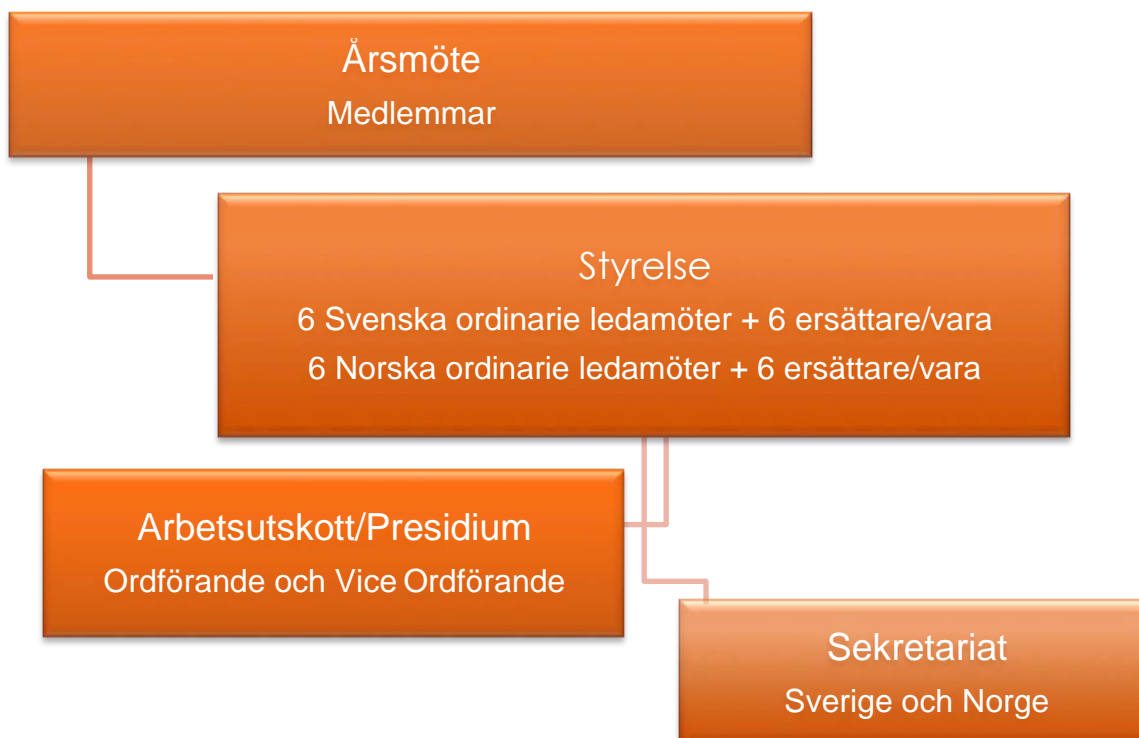 Årsmöte
Medlemmar
Styrelse
6 Svenska ordinarie ledamöter + 6 ersättare/vara
6 Norska ordinarie ledamöter + 6 ersättare/vara
Arbetsutskott/Presidium
Ordförande och Vice Ordförande
Sekretariat
Sverige och Norge